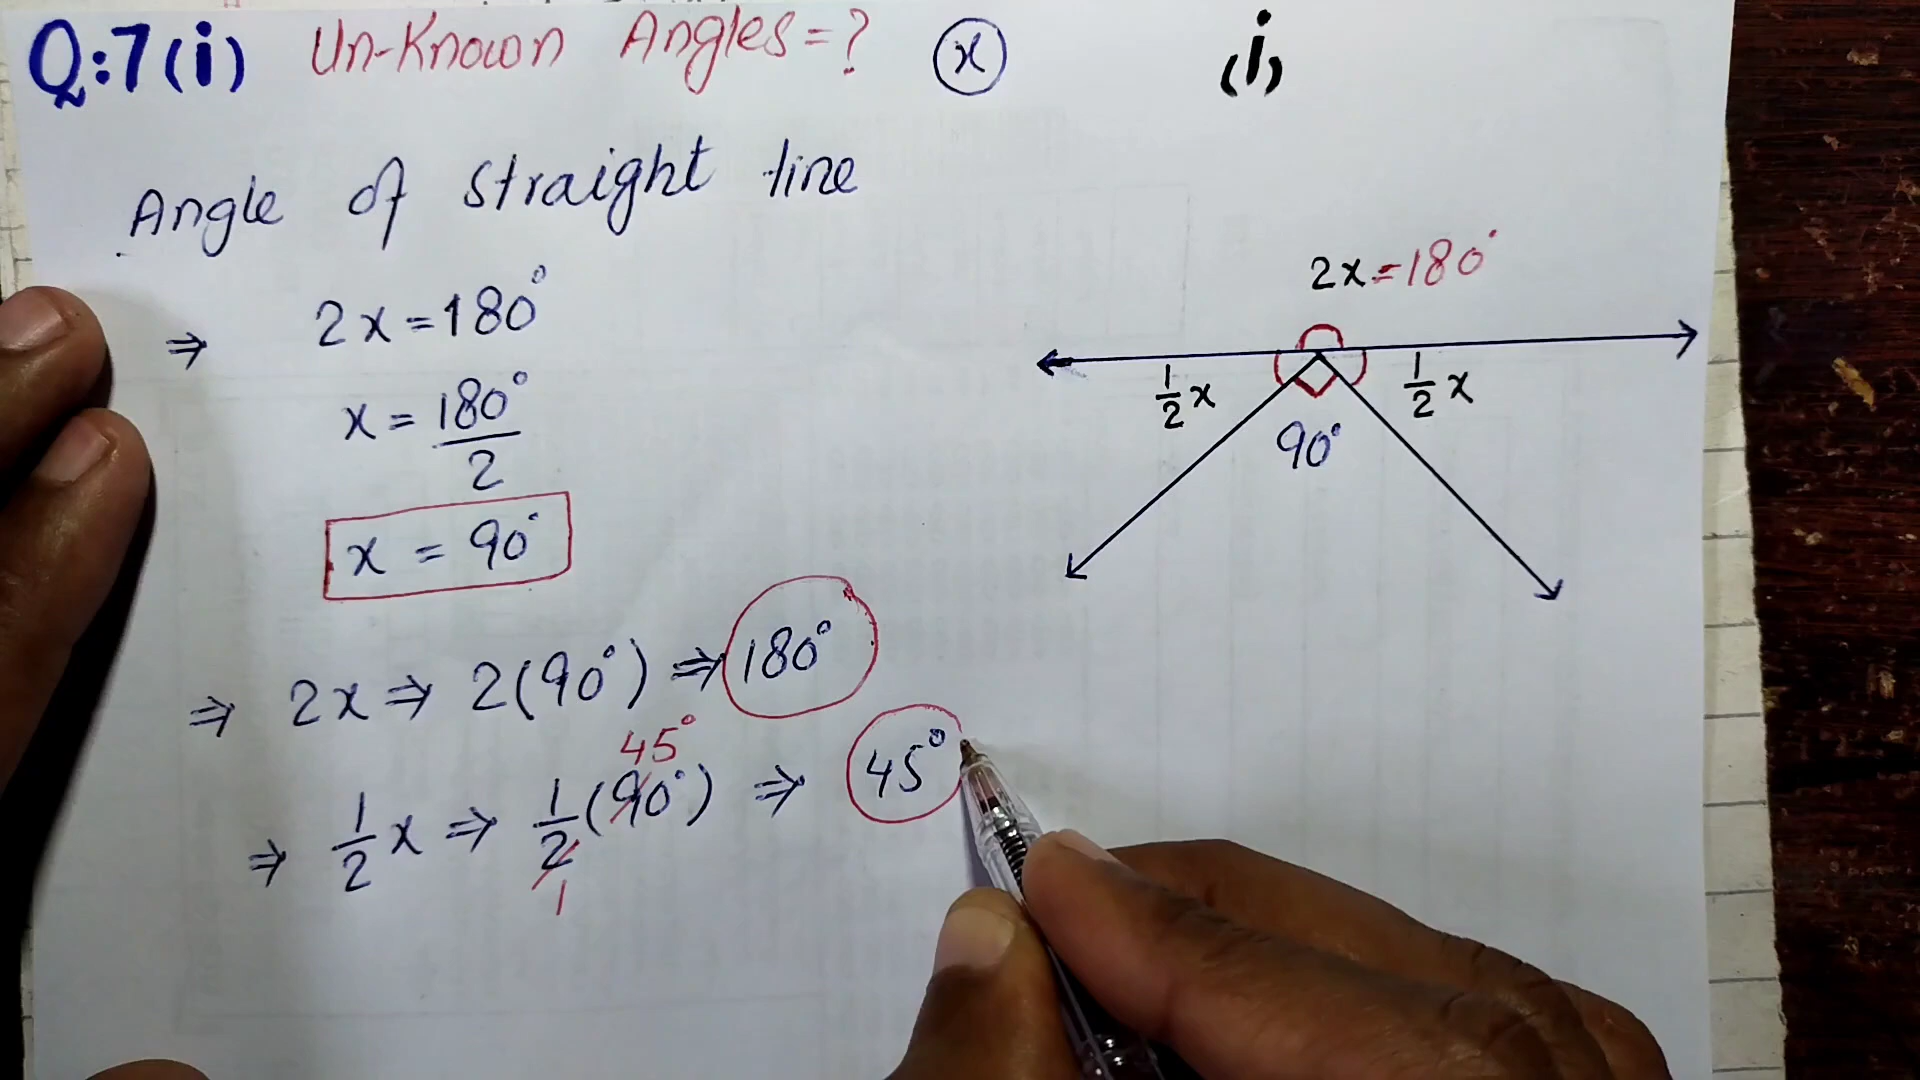 Q:7(i) Un-Known Angles=? x (i)
Angle of straight line
⇒ 2x=180°
x=180°/2
x = 90°
⇒ 2x⇒ 2(90°) ⇒ 180°
45°
⇒ 1/2 x ⇒ 1/2 (90°) ⇒ 45°
1
2x=180°
1/2 x 1/2 x
90°